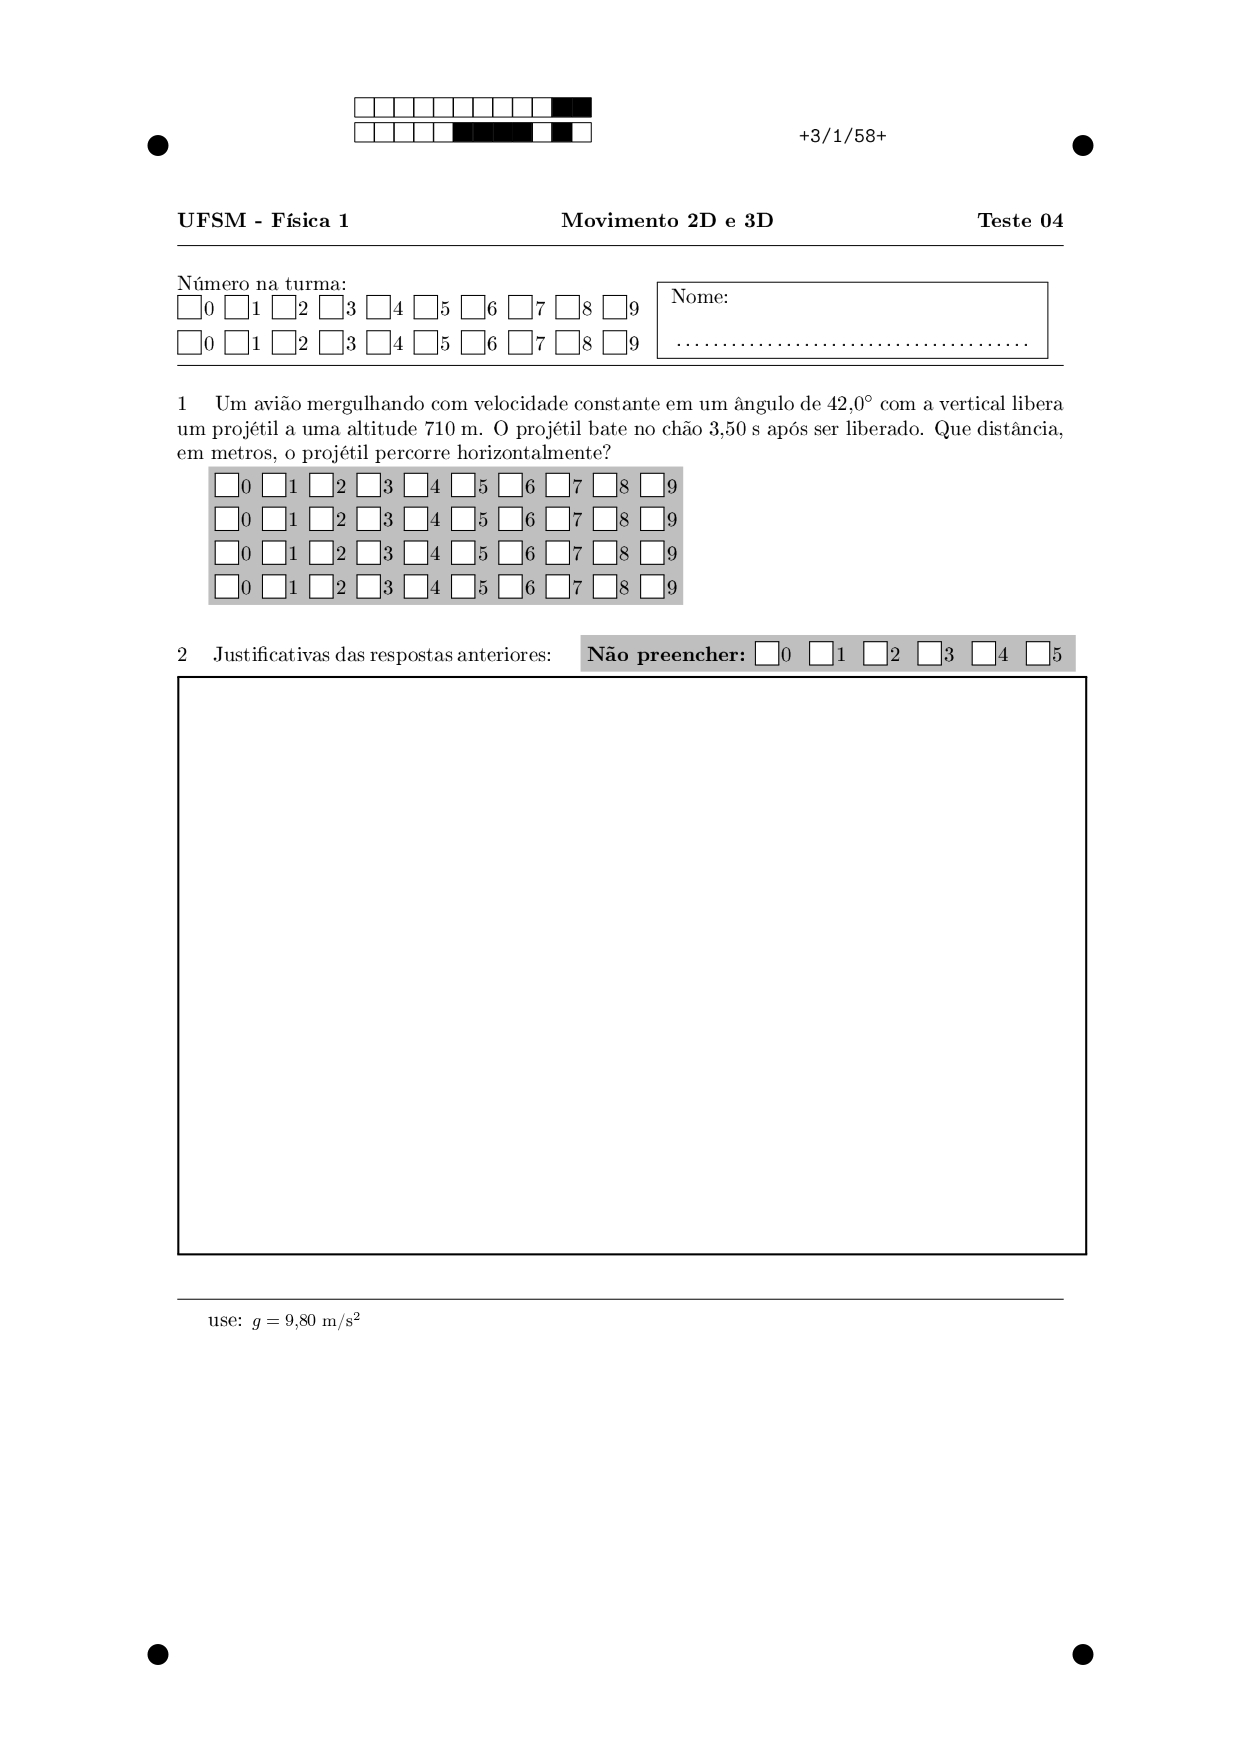 +3/1/58+
UFSM - Física 1 Movimento 2D e 3D Teste 04
Número na turma:
0 1 2 3 4 5 6 7 8 9
0 1 2 3 4 5 6 7 8 9
Nome:
......................................
1 Um avião mergulhando com velocidade constante em um ângulo de 42,0° com a vertical libera
um projétil a uma altitude 710 m. O projétil bate no chão 3,50 s após ser liberado. Que distância,
em metros, o projétil percorre horizontalmente?
0 1 2 3 4 5 6 7 8 9
0 1 2 3 4 5 6 7 8 9
0 1 2 3 4 5 6 7 8 9
0 1 2 3 4 5 6 7 8 9
2 Justificativas das respostas anteriores: Não preencher: 0 1 2 3 4 5
use: g = 9,80 m/s²